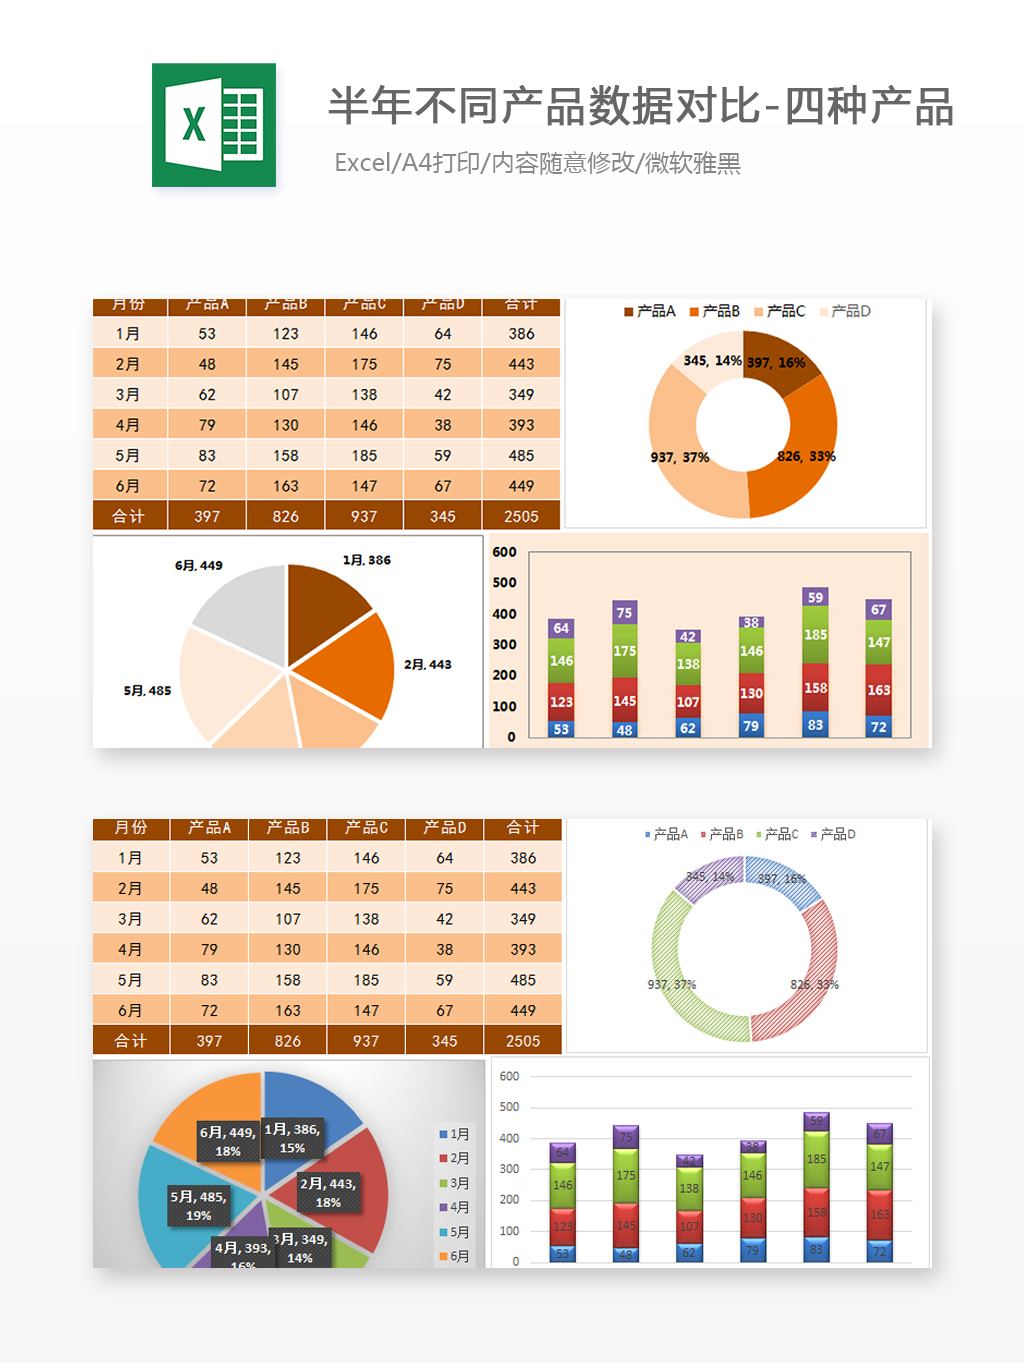 半年不同产品数据对比-四种产品
Excel/A4打印/内容随意修改/微软雅黑
X
月份 产品A 产品B 产品C 产品D 合计
1月 53 123 146 64 386
2月 48 145 175 75 443
3月 62 107 138 42 349
4月 79 130 146 38 393
5月 83 158 185 59 485
6月 72 163 147 67 449
合计 397 826 937 345 2505
产品A 产品B 产品C 产品D
345, 14% 397, 16%
937, 37% 826, 33%
6月, 449 1月, 386
5月, 485 2月, 443
600
500
400
300
200
100
0
64 75 42 38 59 67
146 175 138 146 185 147
123 145 107 130 158 163
53 48 62 79 83 72
月份 产品A 产品B 产品C 产品D 合计
1月 53 123 146 64 386
2月 48 145 175 75 443
3月 62 107 138 42 349
4月 79 130 146 38 393
5月 83 158 185 59 485
6月 72 163 147 67 449
合计 397 826 937 345 2505
产品A 产品B 产品C 产品D
345, 14% 397, 16%
937, 37% 826, 33%
6月, 449,
18%
1月, 386,
15%
5月, 485,
19%
2月, 443,
18%
4月, 393,
16%
3月, 349,
14%
1月
2月
3月
4月
5月
6月
600
500
400
300
200
100
0
64 75 42 38 59 67
146 175 138 146 185 147
123 145 107 130 158 163
53 48 62 79 83 72